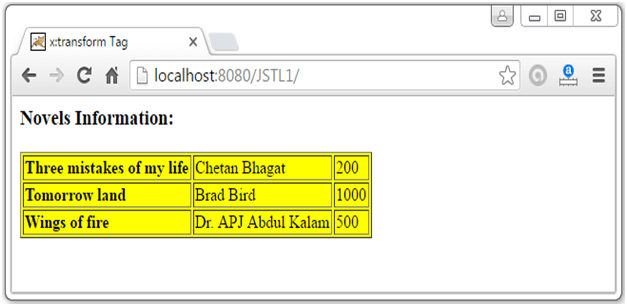 x:transform Tag
localhost:8080/JSTL1/
a
Novels Information:
Three mistakes of my life Chetan Bhagat 200
Tomorrow land Brad Bird 1000
Wings of fire Dr. APJ Abdul Kalam 500